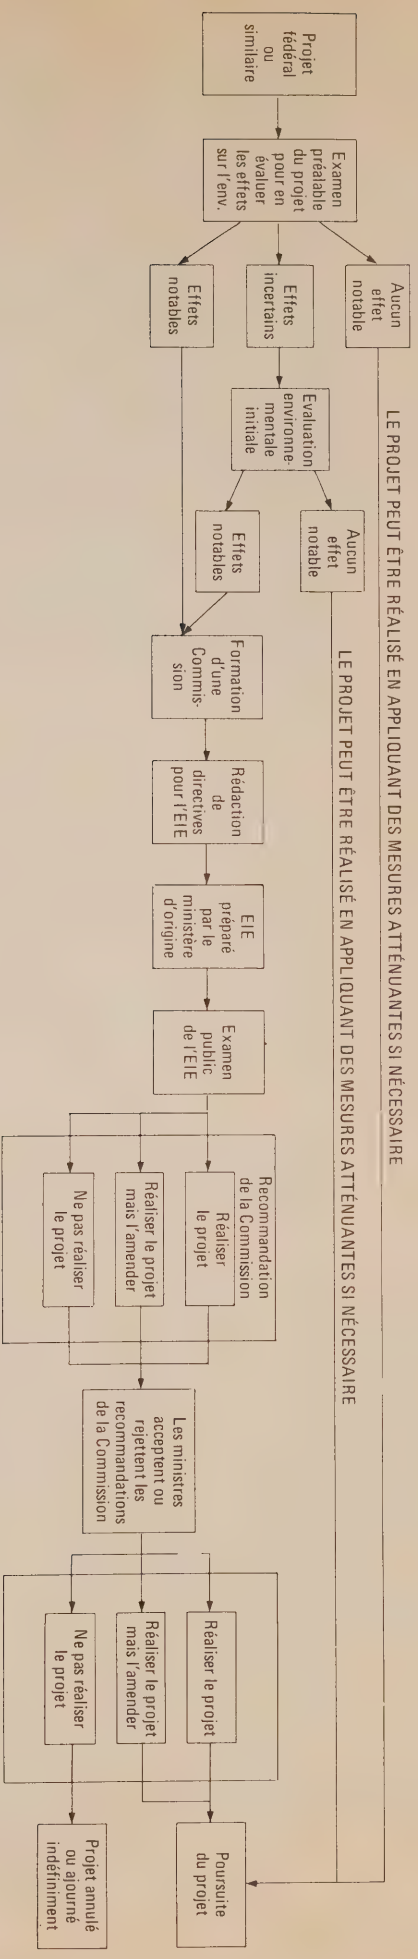 Projet
fédéral
ou
similaire
Examen
préalable
du projet
pour en
évaluer
les effets
sur l'env.
Aucun
effet
notable
LE PROJET PEUT ÊTRE RÉALISÉ EN APPLIQUANT DES MESURES ATTÉNUANTES SI NÉCESSAIRE
Effets
incertains
Effets
notables
Evaluation
environne-
mentale
initiale
Aucun
effet
notable
LE PROJET PEUT ÊTRE RÉALISÉ EN APPLIQUANT DES MESURES ATTÉNUANTES SI NÉCESSAIRE
Effets
notables
Formation
d'une
Commis-
sion
Rédaction
de
directives
pour l'EIE
EIE
préparé
par le
ministère
d'origine
Examen
public
de l'EIE
Recommandation
de la Commission
Réaliser
le projet
Réaliser le projet
mais l'amender
Ne pas réaliser
le projet
Les ministres
acceptent ou
rejettent les
recommandations
de la Commission
Réaliser le projet
Réaliser le projet
mais l'amender
Ne pas réaliser
le projet
Poursuite
du projet
Projet annulé
ou ajourné
indéfiniment